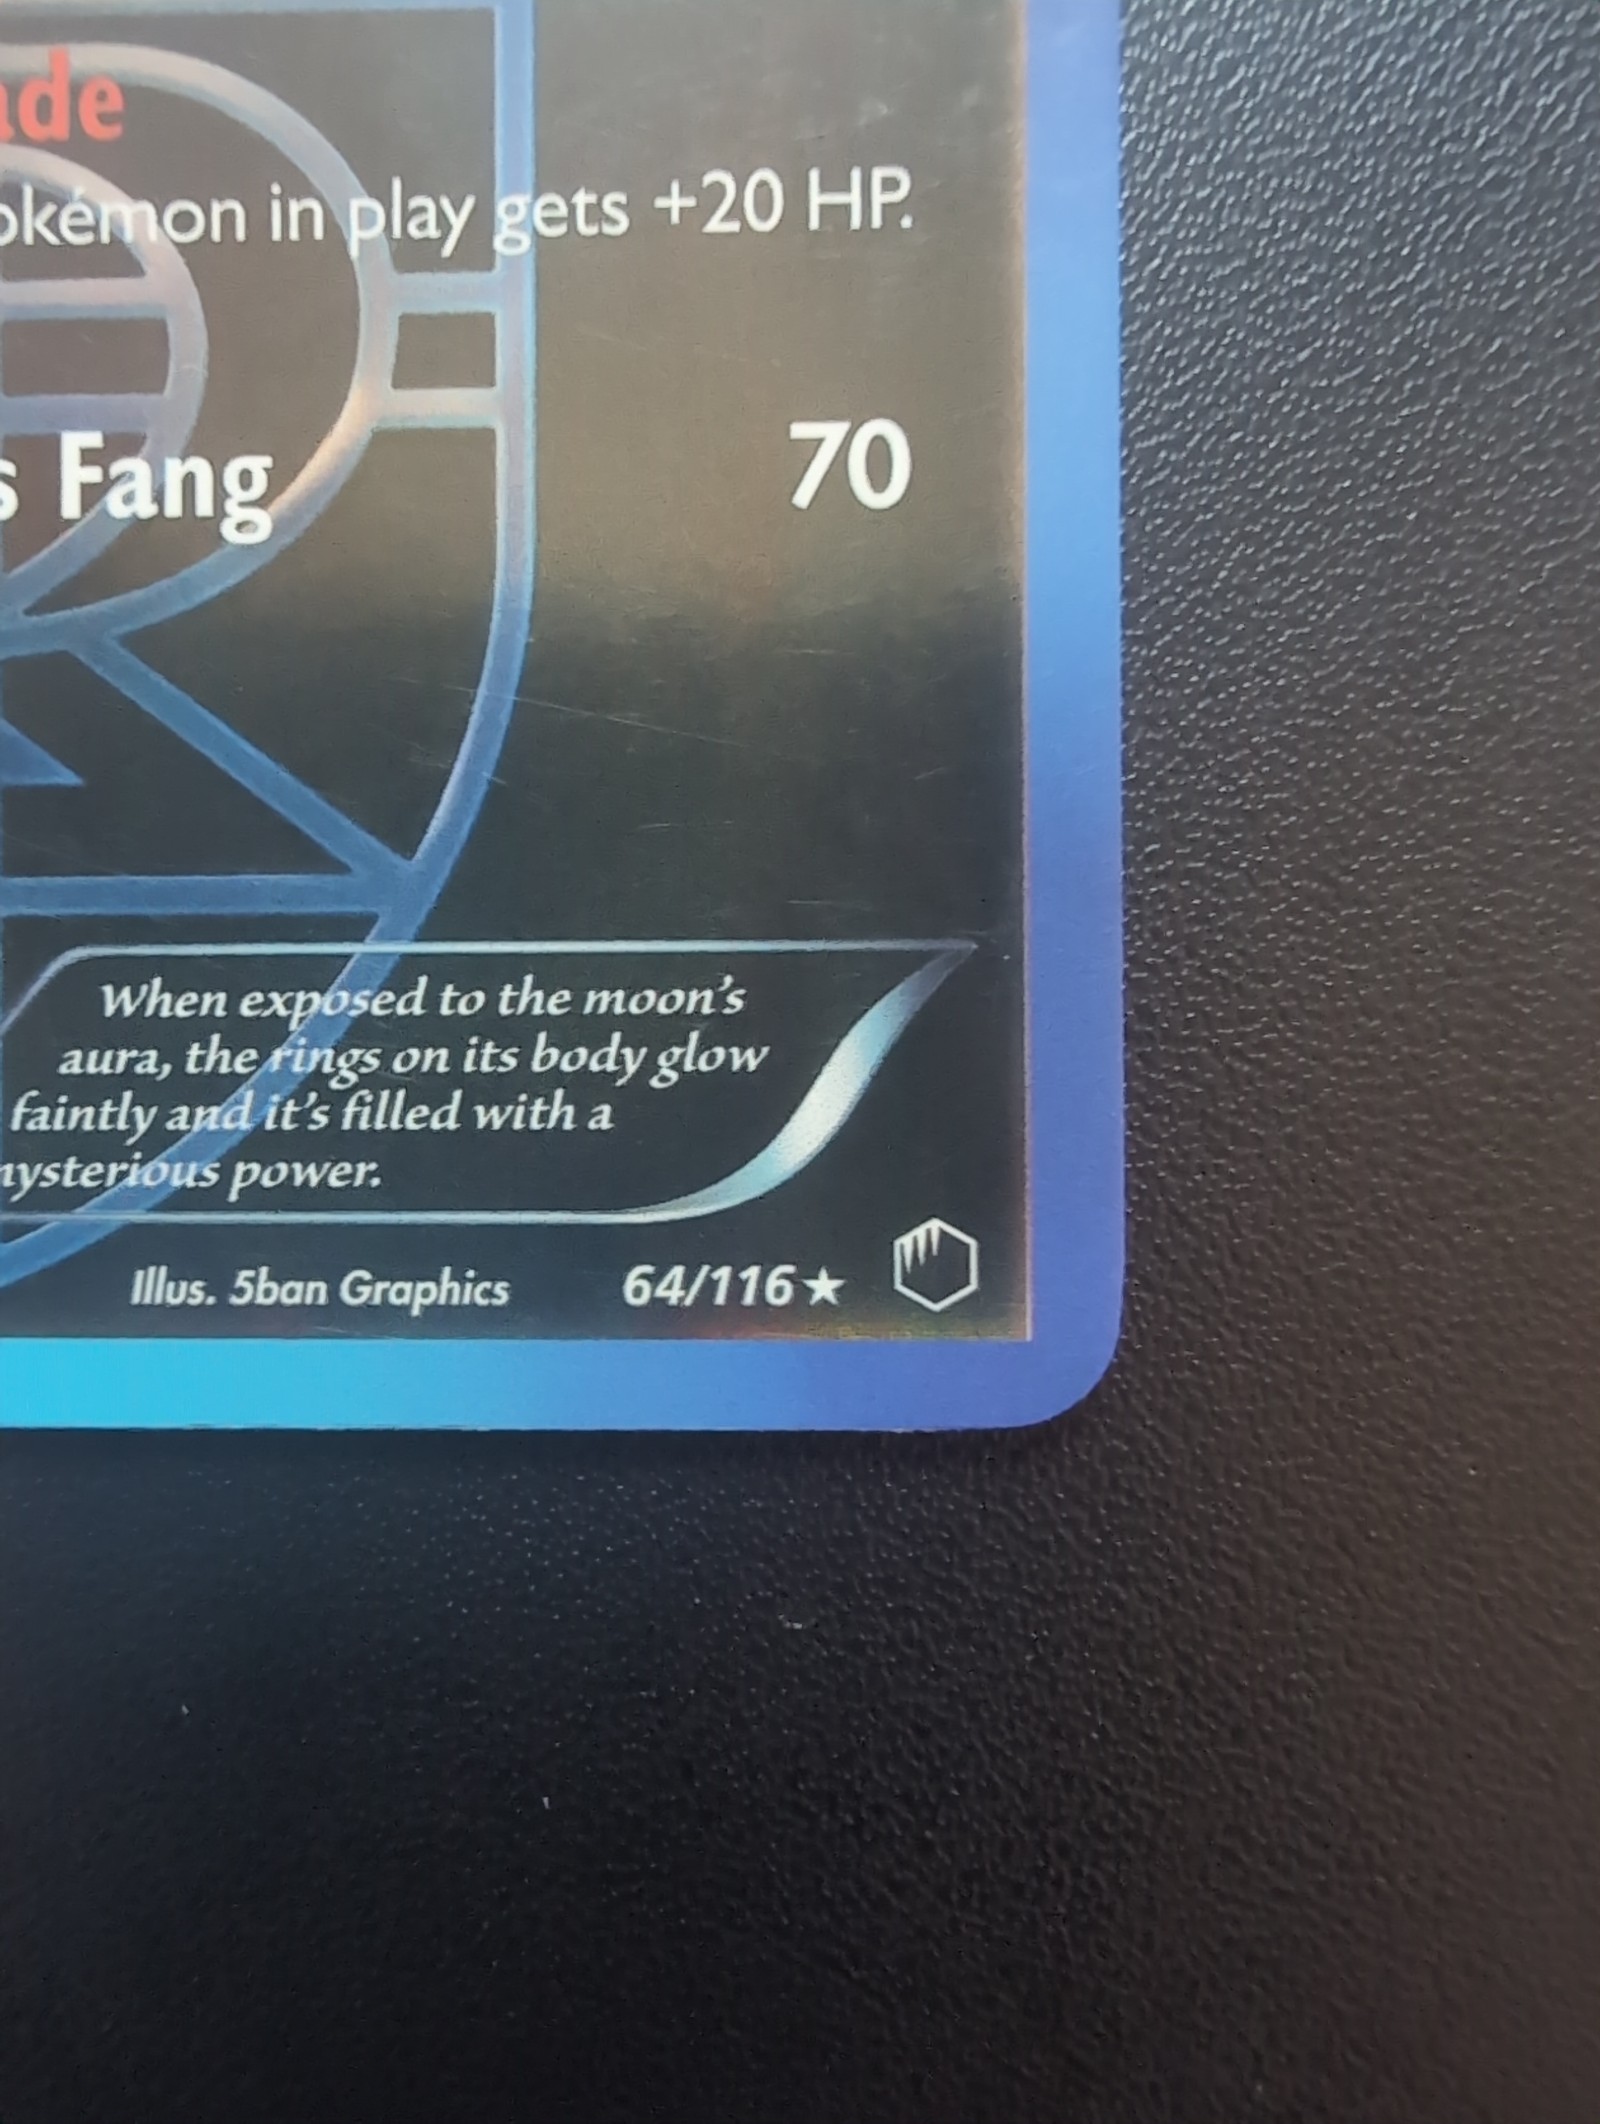 ade
okémon in play gets +20 HP.
s Fang 70
When exposed to the moon's
aura, the rings on its body glow
faintly and it's filled with a
mysterious power.
Illus. 5ban Graphics 64/116★